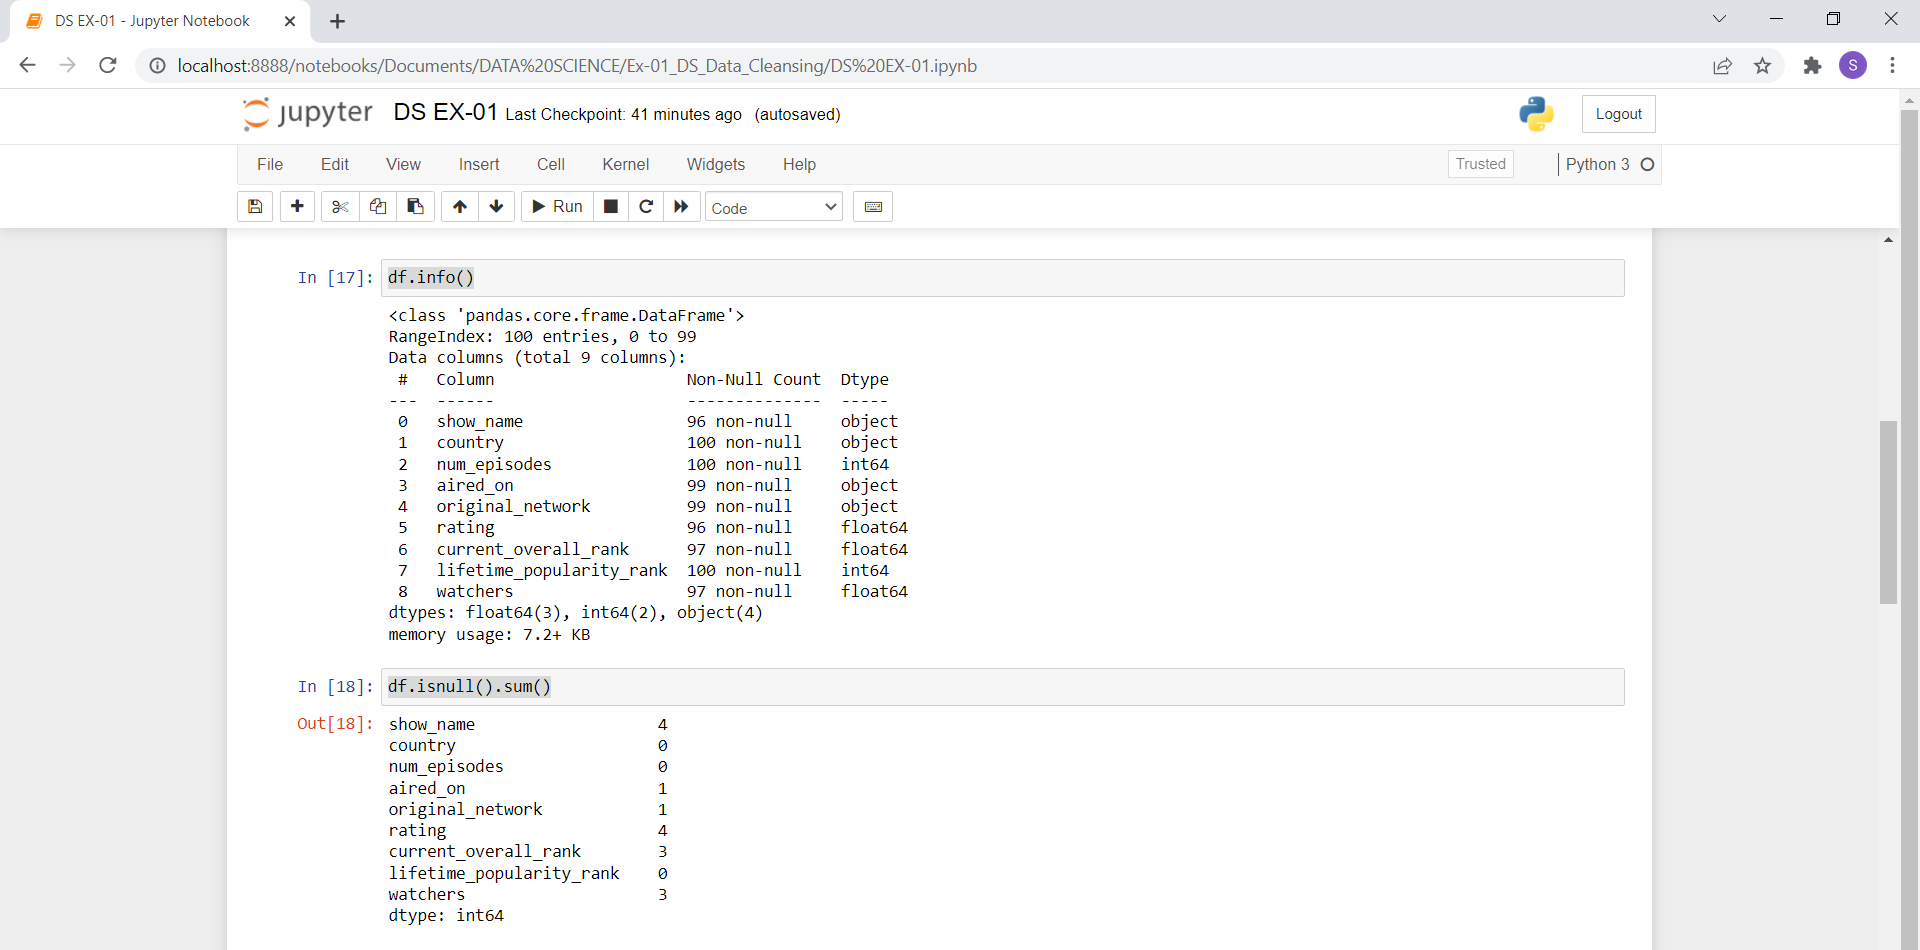 DS EX-01 - Jupyter Notebook
localhost:8888/notebooks/Documents/DATA%20SCIENCE/Ex-01_DS_Data_Cleansing/DS%20EX-01.ipynb
S
jupyter DS EX-01 Last Checkpoint: 41 minutes ago (autosaved)
Logout
File Edit View Insert Cell Kernel Widgets Help
Trusted
Python 3
Run
Code
In [17]: df.info()
<class 'pandas.core.frame.DataFrame'>
RangeIndex: 100 entries, 0 to 99
Data columns (total 9 columns):
 #   Column                    Non-Null Count  Dtype
---  ------                    --------------  -----
 0   show_name                 96 non-null     object
 1   country                   100 non-null    object
 2   num_episodes              100 non-null    int64
 3   aired_on                  99 non-null     object
 4   original_network          99 non-null     object
 5   rating                    96 non-null     float64
 6   current_overall_rank      97 non-null     float64
 7   lifetime_popularity_rank  100 non-null    int64
 8   watchers                  97 non-null     float64
dtypes: float64(3), int64(2), object(4)
memory usage: 7.2+ KB
In [18]: df.isnull().sum()
Out[18]: show_name                   4
country                     0
num_episodes                0
aired_on                    1
original_network            1
rating                      4
current_overall_rank        3
lifetime_popularity_rank    0
watchers                    3
dtype: int64